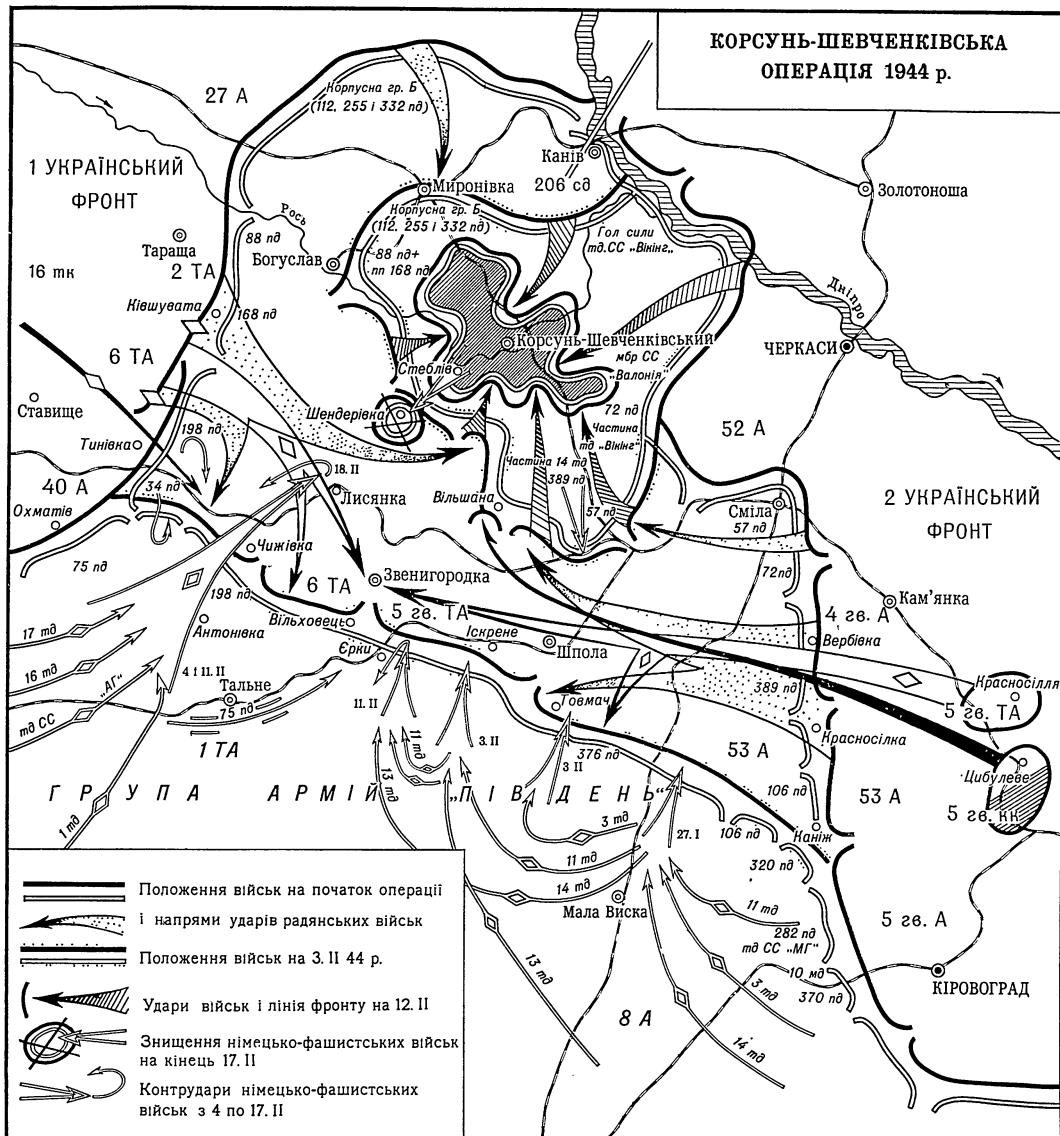 КОРСУНЬ-ШЕВЧЕНКІВСЬКА
ОПЕРАЦІЯ 1944 р.
27 А
Корпусна гр. Б
(112, 255 і 332 пд)
Канів
206 сд
Золотоноша
1 УКРАЇНСЬКИЙ
ФРОНТ
Миронівка
Рось
Корпусна гр. Б
(112, 255 і 332 пд)
Гол сили
тд.СС „Вікінг"
Тараща
88 пд
Богуслав
88 пд+
пп 168 пд
16 тк
2 ТА
Дніпро
Ківшувата
168 пд
Корсунь-Шевченківський
ЧЕРКАСИ
6 ТА
Стеблів
мбр СС
„Валонія"
Ставище
Шендерівка
72 пд
Частина
тд „Вікінг"
52 А
198 пд
Тинівка
Частина 14 тд
389 пд
18. II
40 А
34 пд
Лисянка
Вільшана
57 пд
Сміла
57 пд
2 УКРАЇНСЬКИЙ
ФРОНТ
Охматів
75 пд
Чижівка
72пд
198 пд
6 ТА
Звенигородка
5 гв. ТА
4 гв. А
Кам'янка
17 тд
Антонівка
Вільховець
Іскрене
Шпола
Вербівка
16 тд
Єрки
4 і 11. II
„АГ"
тд СС
Тальне
75 пд
11. II
389 пд
Красносілля
5 гв. ТА
Товмач
Красносілка
1 ТА
11 тд
3. II
376 пд
3 II
53 А
Цибулеве
13 тд
ГРУПА АРМІЙ „ПІВДЕНЬ"
106 пд
53 А
5 гв. кк
1 тд
3 тд
27. I
106 пд
Каніж
11 тд
320 пд
14 тд
Мала Виска
11 тд
5 гв. А
282 пд
тд СС „МГ"
13 тд
10 мд
370 пд
3 тд
КІРОВОГРАД
8 А
14 тд
Положення військ на початок операції
і напрями ударів радянських військ
Положення військ на 3. II 44 р.
Удари військ і лінія фронту на 12. II
Знищення німецько-фашистських військ
на кінець 17. II
Контрудари німецько-фашистських
військ з 4 по 17. II